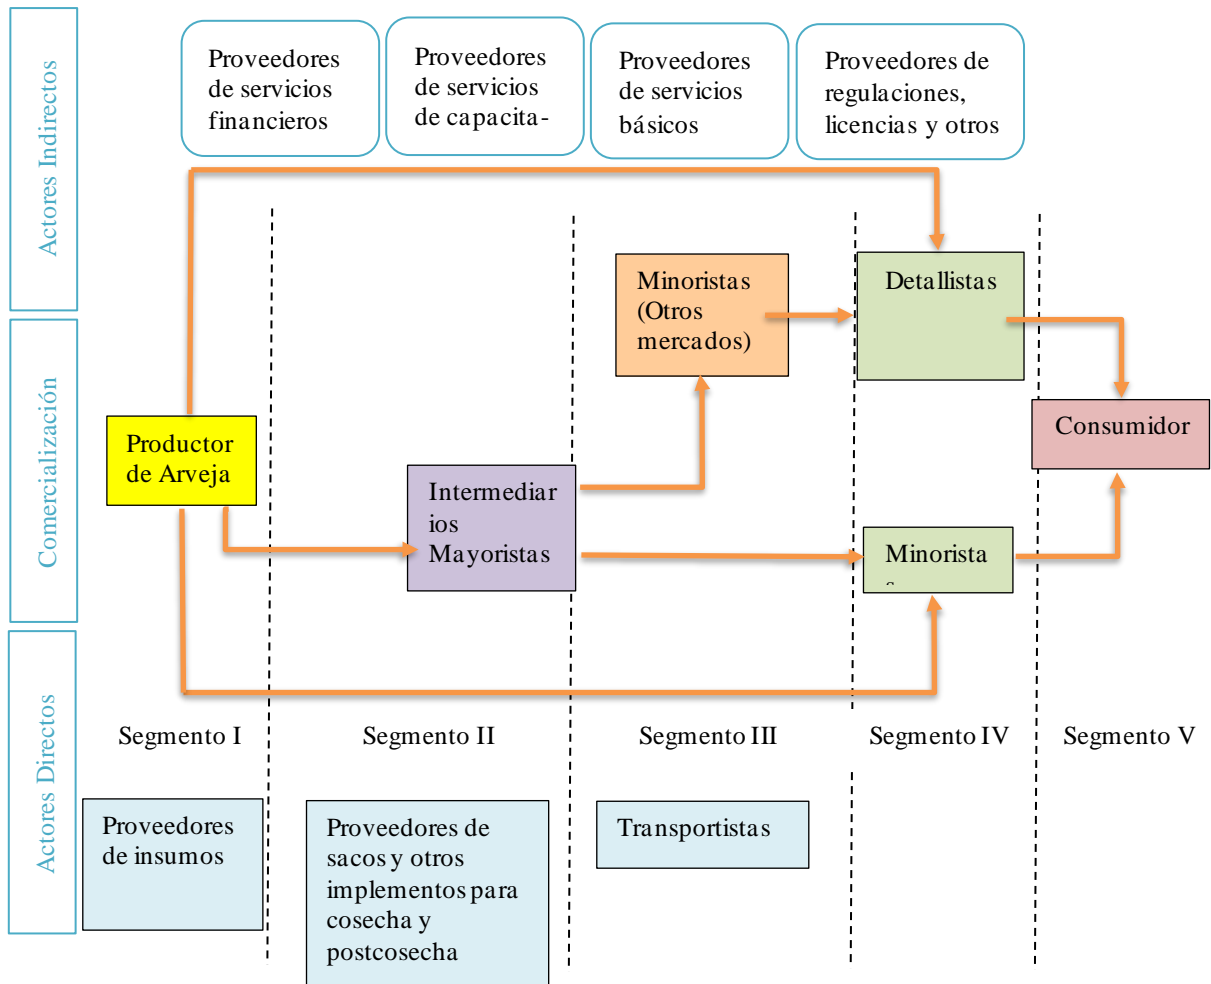 Actores Indirectos
Proveedores
de servicios
financieros
Proveedores
de servicios
de capacita-
Proveedores
de servicios
básicos
Proveedores de
regulaciones,
licencias y otros
Comercialización
Productor
de Arveja
Intermediar
ios
Mayoristas
Minoristas
(Otros
mercados)
Detallistas
Minorista
Consumidor
Segmento I
Segmento II
Segmento III
Segmento IV
Segmento V
Actores Directos
Proveedores
de insumos
Proveedores de
sacos y otros
implementos para
cosecha y
postcosecha
Transportistas